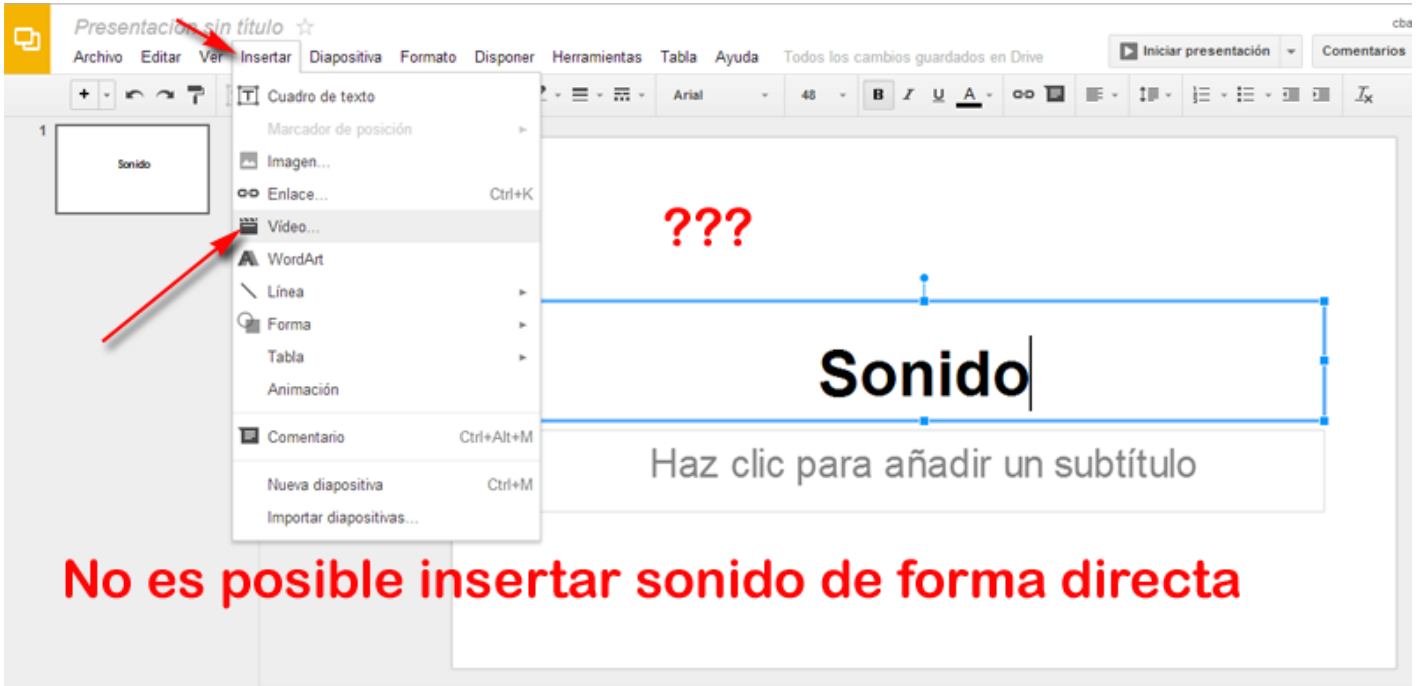 Presentación sin título
cba
Archivo Editar Ver Insertar Diapositiva Formato Disponer Herramientas Tabla Ayuda Todos los cambios guardados en Drive Iniciar presentación Comentarios
Arial 48 B I U A
1
Sonido
Cuadro de texto
Marcador de posición
Imagen...
Enlace... Ctrl+K
Vídeo...
WordArt
Línea
Forma
Tabla
Animación
Comentario Ctrl+Alt+M
Nueva diapositiva Ctrl+M
Importar diapositivas...
???
Sonido
Haz clic para añadir un subtítulo
No es posible insertar sonido de forma directa